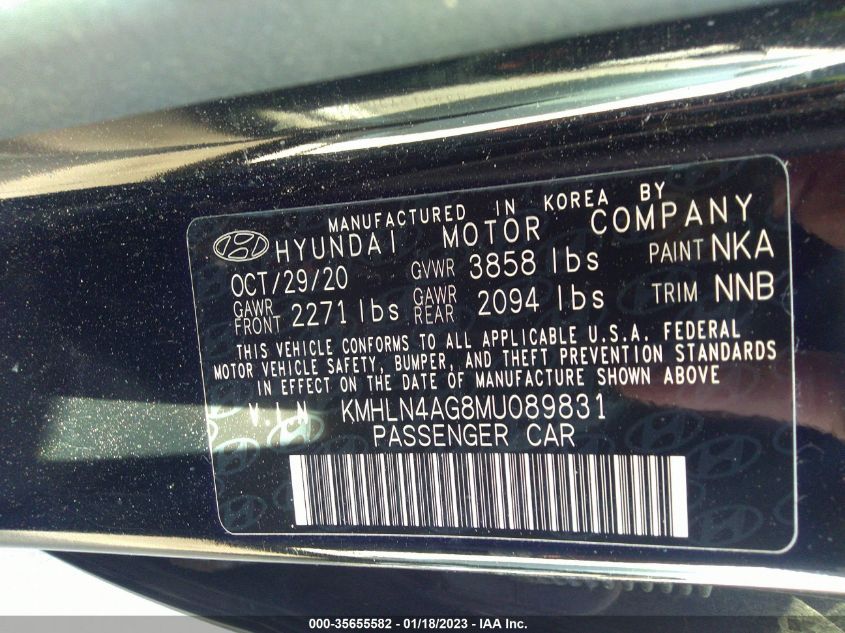 MANUFACTURED IN KOREA BY
HYUNDAI MOTOR COMPANY
OCT/29/20 GVWR 3858 lbs PAINT NKA
GAWR FRONT 2271 lbs GAWR REAR 2094 lbs TRIM NNB
THIS VEHICLE CONFORMS TO ALL APPLICABLE U.S.A. FEDERAL
MOTOR VEHICLE SAFETY, BUMPER, AND THEFT PREVENTION STANDARDS
IN EFFECT ON THE DATE OF MANUFACTURE SHOWN ABOVE
VIN KMHLN4AG8MU089831
PASSENGER CAR
000-35655582 - 01/18/2023 - IAA Inc.